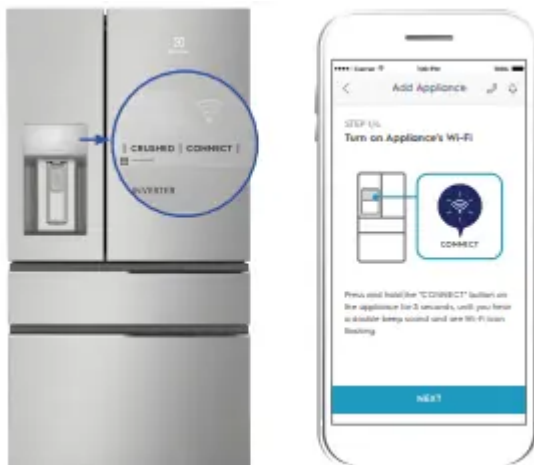 | CRUSHED | CONNECT |
INVERTER
Add Appliance
STEP 1/4
Turn on Appliance's Wi-Fi
CONNECT
Press and hold the "CONNECT" button on
the appliance for 3 seconds, until you hear
a double beep sound and see Wi-Fi icon
flashing.
NEXT